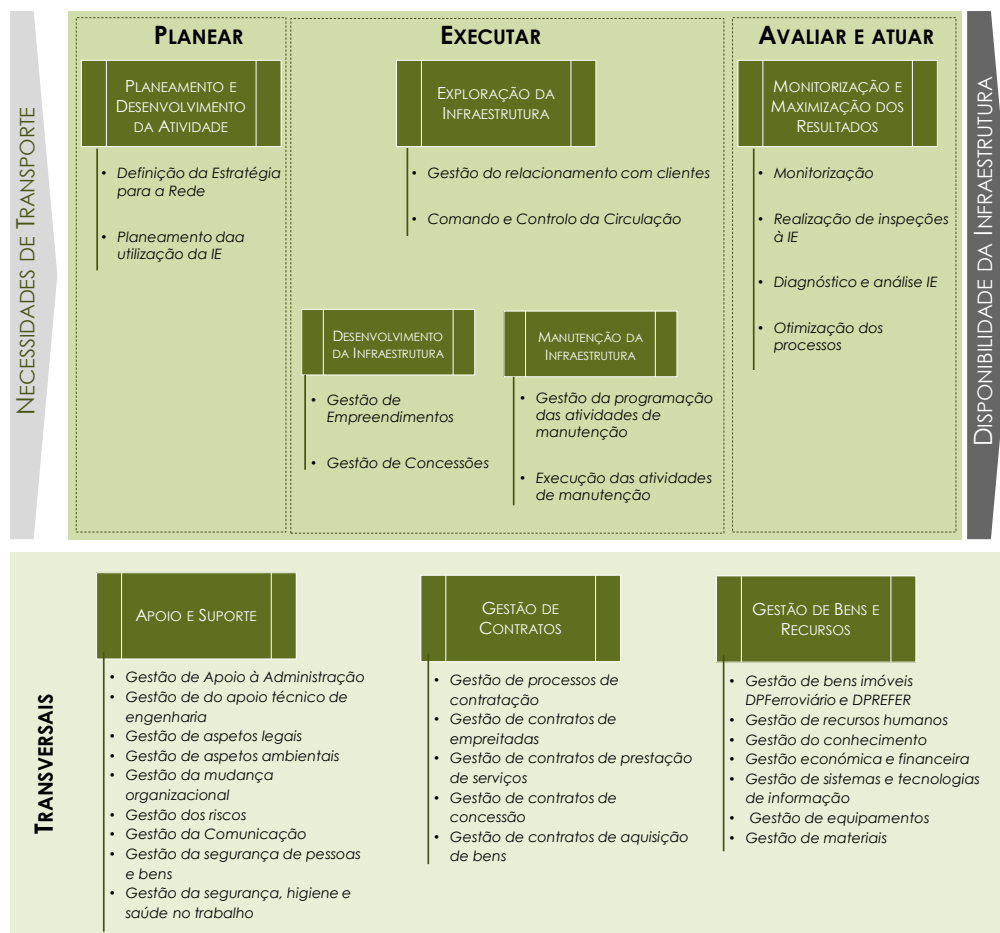 NECESSIDADES DE TRANSPORTE
PLANEAR
PLANEAMENTO E
DESENVOLVIMENTO
DA ATIVIDADE
• Definição da Estratégia
para a Rede
• Planeamento daa
utilização da IE
EXECUTAR
EXPLORAÇÃO DA
INFRAESTRUTURA
• Gestão do relacionamento com clientes
• Comando e Controlo da Circulação
DESENVOLVIMENTO
DA INFRAESTRUTURA
• Gestão de
Empreendimentos
• Gestão de Concessões
MANUTENÇÃO DA
INFRAESTRUTURA
• Gestão da programação
das atividades de
manutenção
• Execução das atividades
de manutenção
AVALIAR E ATUAR
MONITORIZAÇÃO E
MAXIMIZAÇÃO DOS
RESULTADOS
• Monitorização
• Realização de inspeções
à IE
• Diagnóstico e análise IE
• Otimização dos
processos
DISPONIBILIDADE DA INFRAESTRUTURA
TRANSVERSAIS
APOIO E SUPORTE
• Gestão de Apoio à Administração
• Gestão de do apoio técnico de
engenharia
• Gestão de aspetos legais
• Gestão de aspetos ambientais
• Gestão da mudança
organizacional
• Gestão dos riscos
• Gestão da Comunicação
• Gestão da segurança de pessoas
e bens
• Gestão da segurança, higiene e
saúde no trabalho
GESTÃO DE
CONTRATOS
• Gestão de processos de
contratação
• Gestão de contratos de
empreitadas
• Gestão de contratos de prestação
de serviços
• Gestão de contratos de
concessão
• Gestão de contratos de aquisição
de bens
GESTÃO DE BENS E
RECURSOS
• Gestão de bens imóveis
DPFerroviário e DPREFER
• Gestão de recursos humanos
• Gestão do conhecimento
• Gestão económica e financeira
• Gestão de sistemas e tecnologias
de informação
• Gestão de equipamentos
• Gestão de materiais